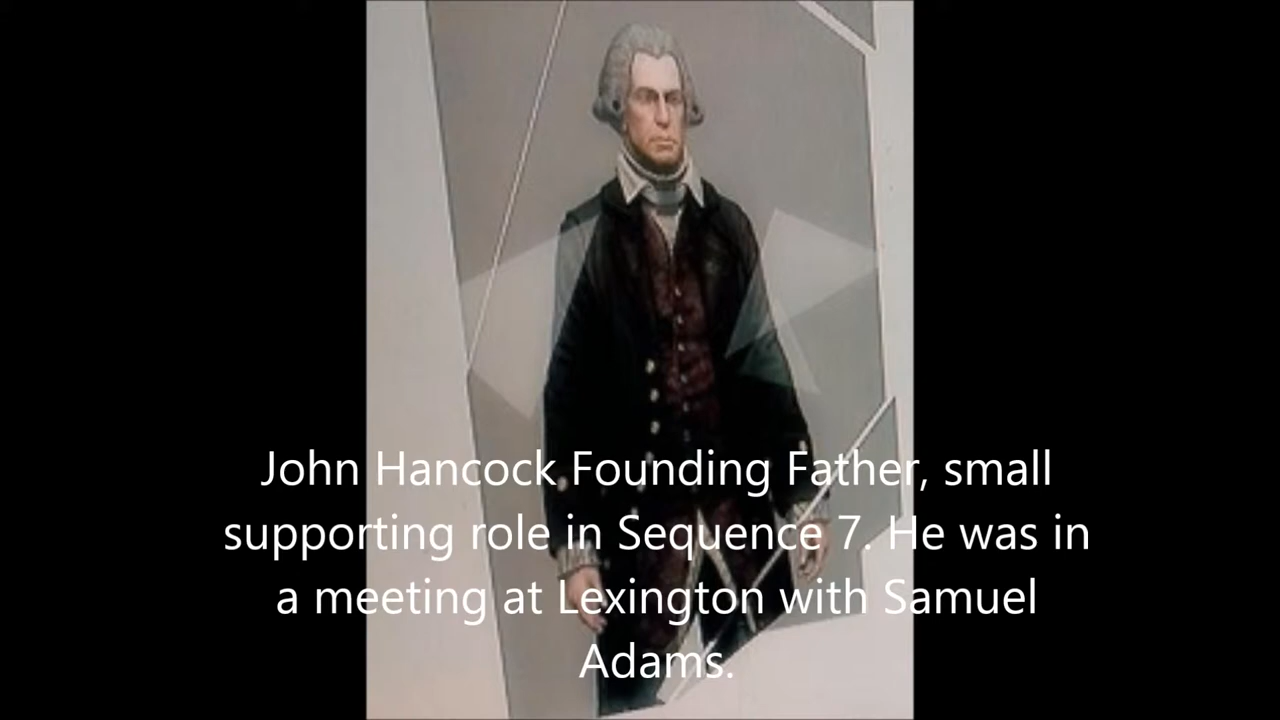 John Hancock Founding Father, small
supporting role in Sequence 7. He was in
a meeting at Lexington with Samuel
Adams.